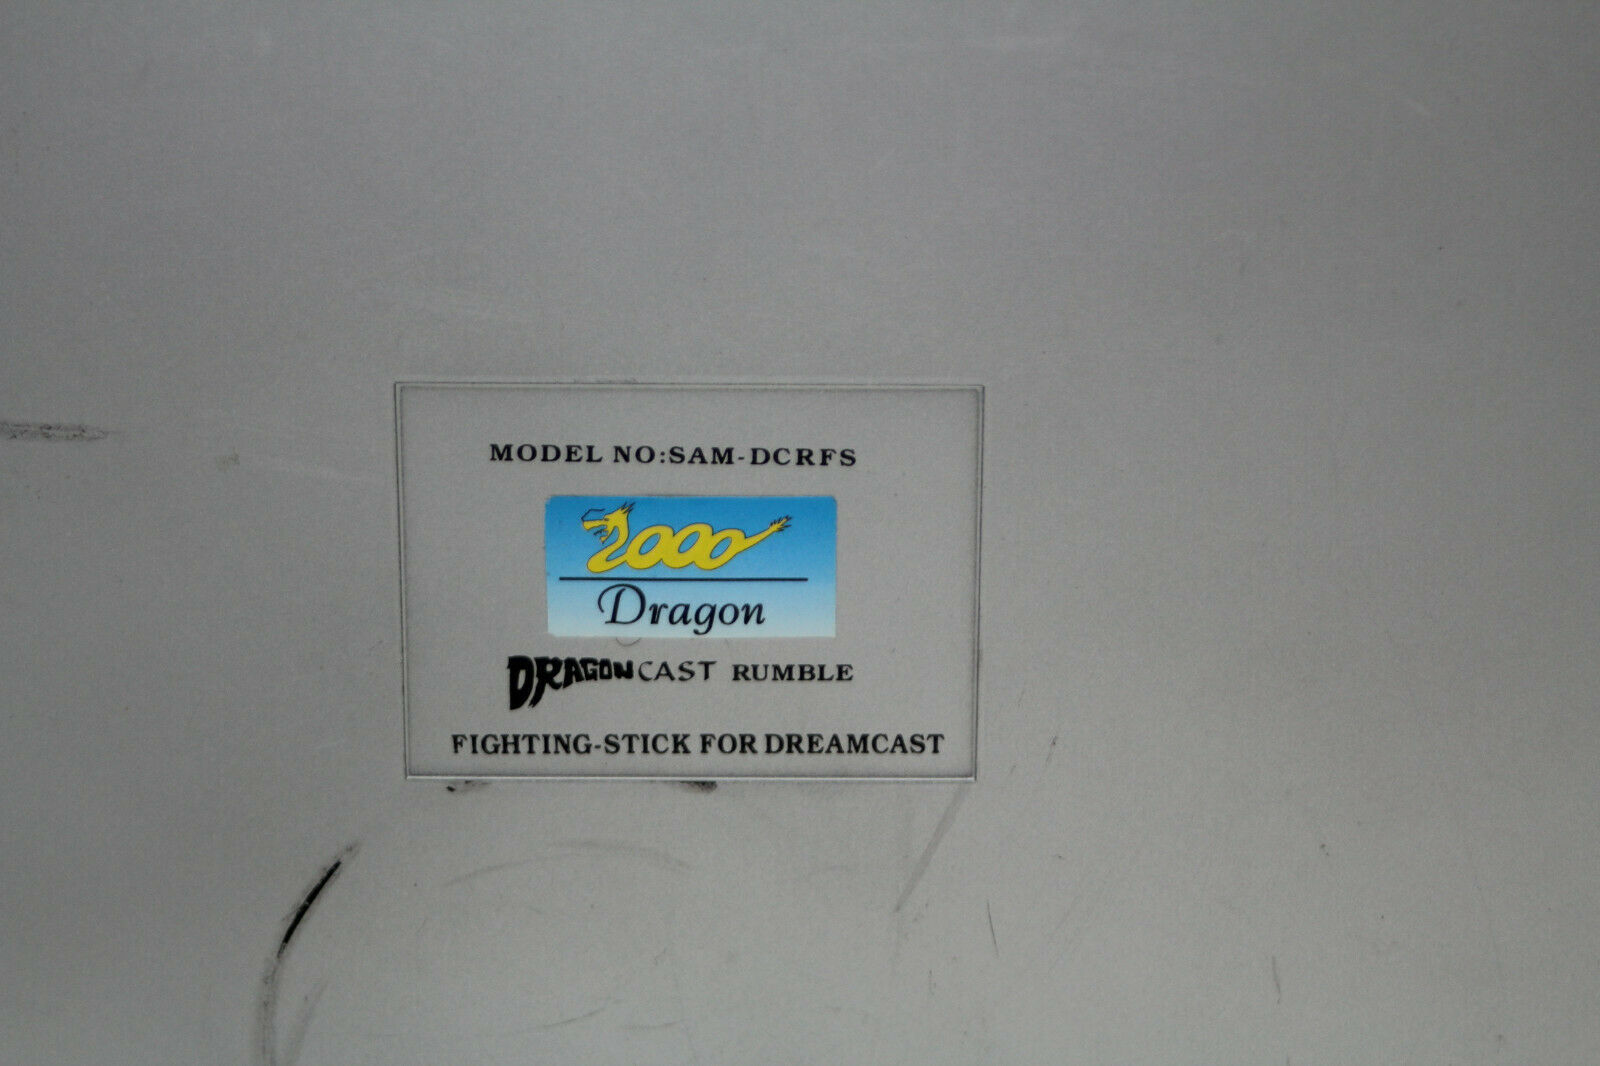 MODEL NO:SAM-DCRFS
2000
Dragon
DRAGONCAST RUMBLE
FIGHTING-STICK FOR DREAMCAST